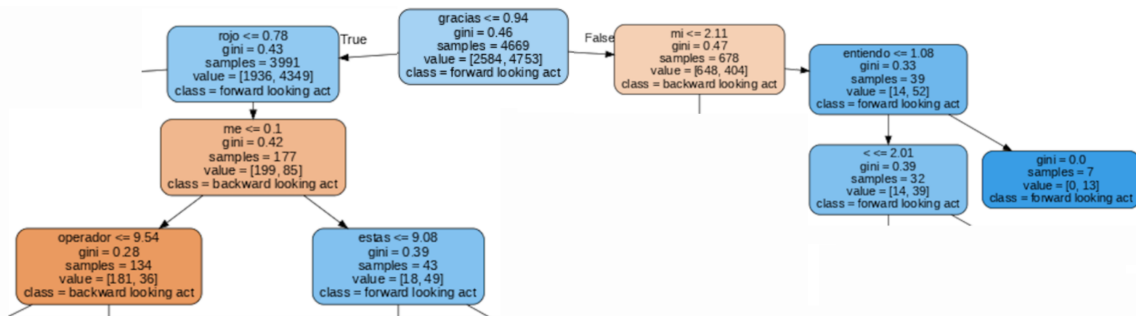 gracias <= 0.94
gini = 0.46
samples = 4669
value = [2584, 4753]
class = forward looking act
True
False
rojo <= 0.78
gini = 0.43
samples = 3991
value = [1936, 4349]
class = forward looking act
mi <= 2.11
gini = 0.47
samples = 678
value = [648, 404]
class = backward looking act
entiendo <= 1.08
gini = 0.33
samples = 39
value = [14, 52]
class = forward looking act
me <= 0.1
gini = 0.42
samples = 177
value = [199, 85]
class = backward looking act
< <= 2.01
gini = 0.39
samples = 32
value = [14, 39]
class = forward looking act
gini = 0.0
samples = 7
value = [0, 13]
class = forward looking act
operador <= 9.54
gini = 0.28
samples = 134
value = [181, 36]
class = backward looking act
estas <= 9.08
gini = 0.39
samples = 43
value = [18, 49]
class = forward looking act